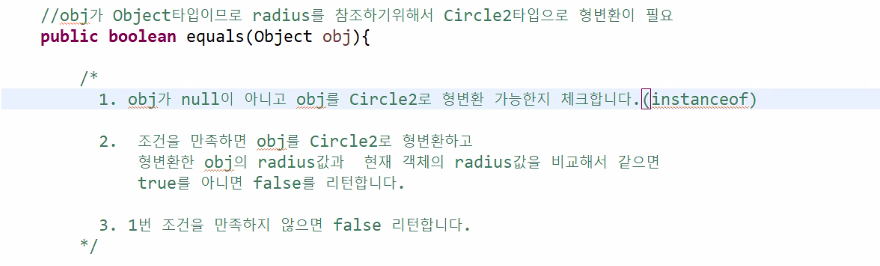 //obj가 Object타입이므로 radius를 참조하기위해서 Circle2타입으로 형변환이 필요
public boolean equals(Object obj){
/*
1. obj가 null이 아니고 obj를 Circle2로 형변환 가능한지 체크합니다.(instanceof)
2. 조건을 만족하면 obj를 Circle2로 형변환하고
형변환한 obj의 radius값과 현재 객체의 radius값을 비교해서 같으면
true를 아니면 false를 리턴합니다.
3. 1번 조건을 만족하지 않으면 false 리턴합니다.
*/